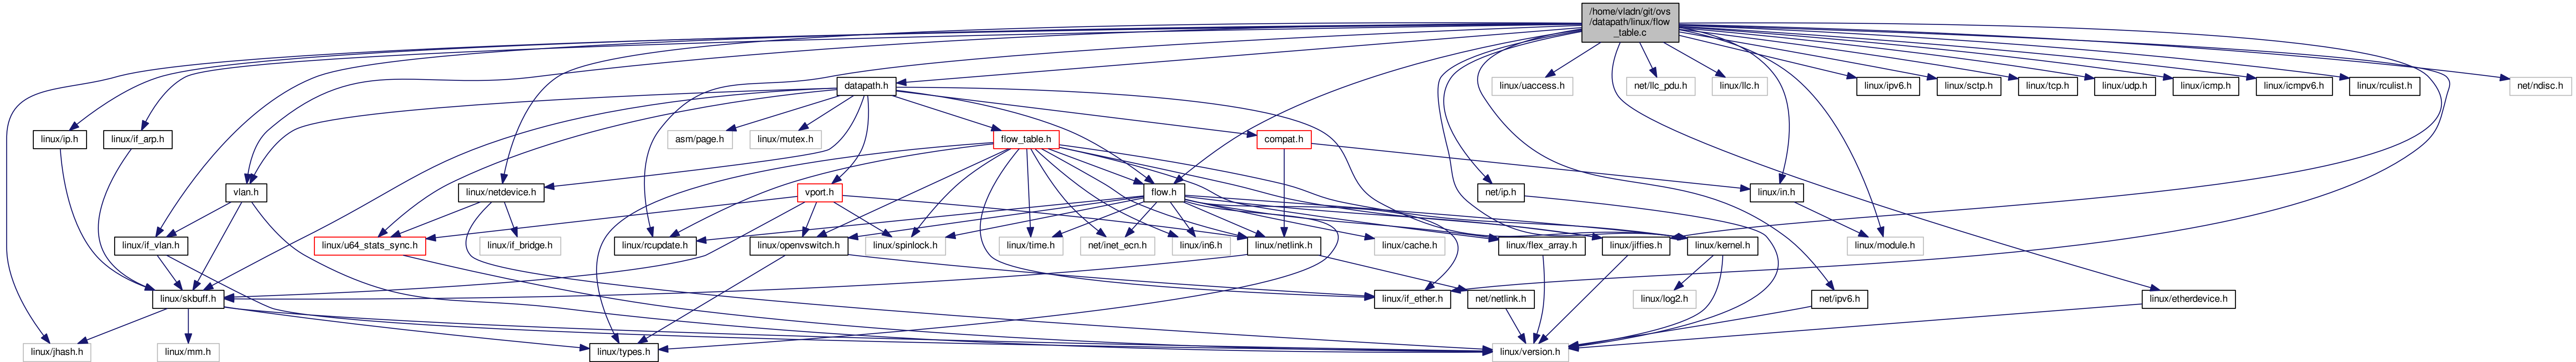 /home/vladn/git/ovs
/datapath/linux/flow
_table.c
datapath.h
linux/uaccess.h
net/llc_pdu.h
linux/llc.h
linux/ipv6.h
linux/sctp.h
linux/tcp.h
linux/udp.h
linux/icmp.h
linux/icmpv6.h
linux/rculist.h
net/ndisc.h
linux/ip.h
linux/if_arp.h
asm/page.h
linux/mutex.h
flow_table.h
compat.h
vlan.h
linux/netdevice.h
vport.h
flow.h
net/ip.h
linux/in.h
linux/if_vlan.h
linux/u64_stats_sync.h
linux/if_bridge.h
linux/rcupdate.h
linux/openvswitch.h
linux/spinlock.h
linux/time.h
net/inet_ecn.h
linux/in6.h
linux/netlink.h
linux/cache.h
linux/flex_array.h
linux/jiffies.h
linux/kernel.h
linux/module.h
linux/skbuff.h
linux/if_ether.h
net/netlink.h
linux/log2.h
net/ipv6.h
linux/etherdevice.h
linux/jhash.h
linux/mm.h
linux/types.h
linux/version.h